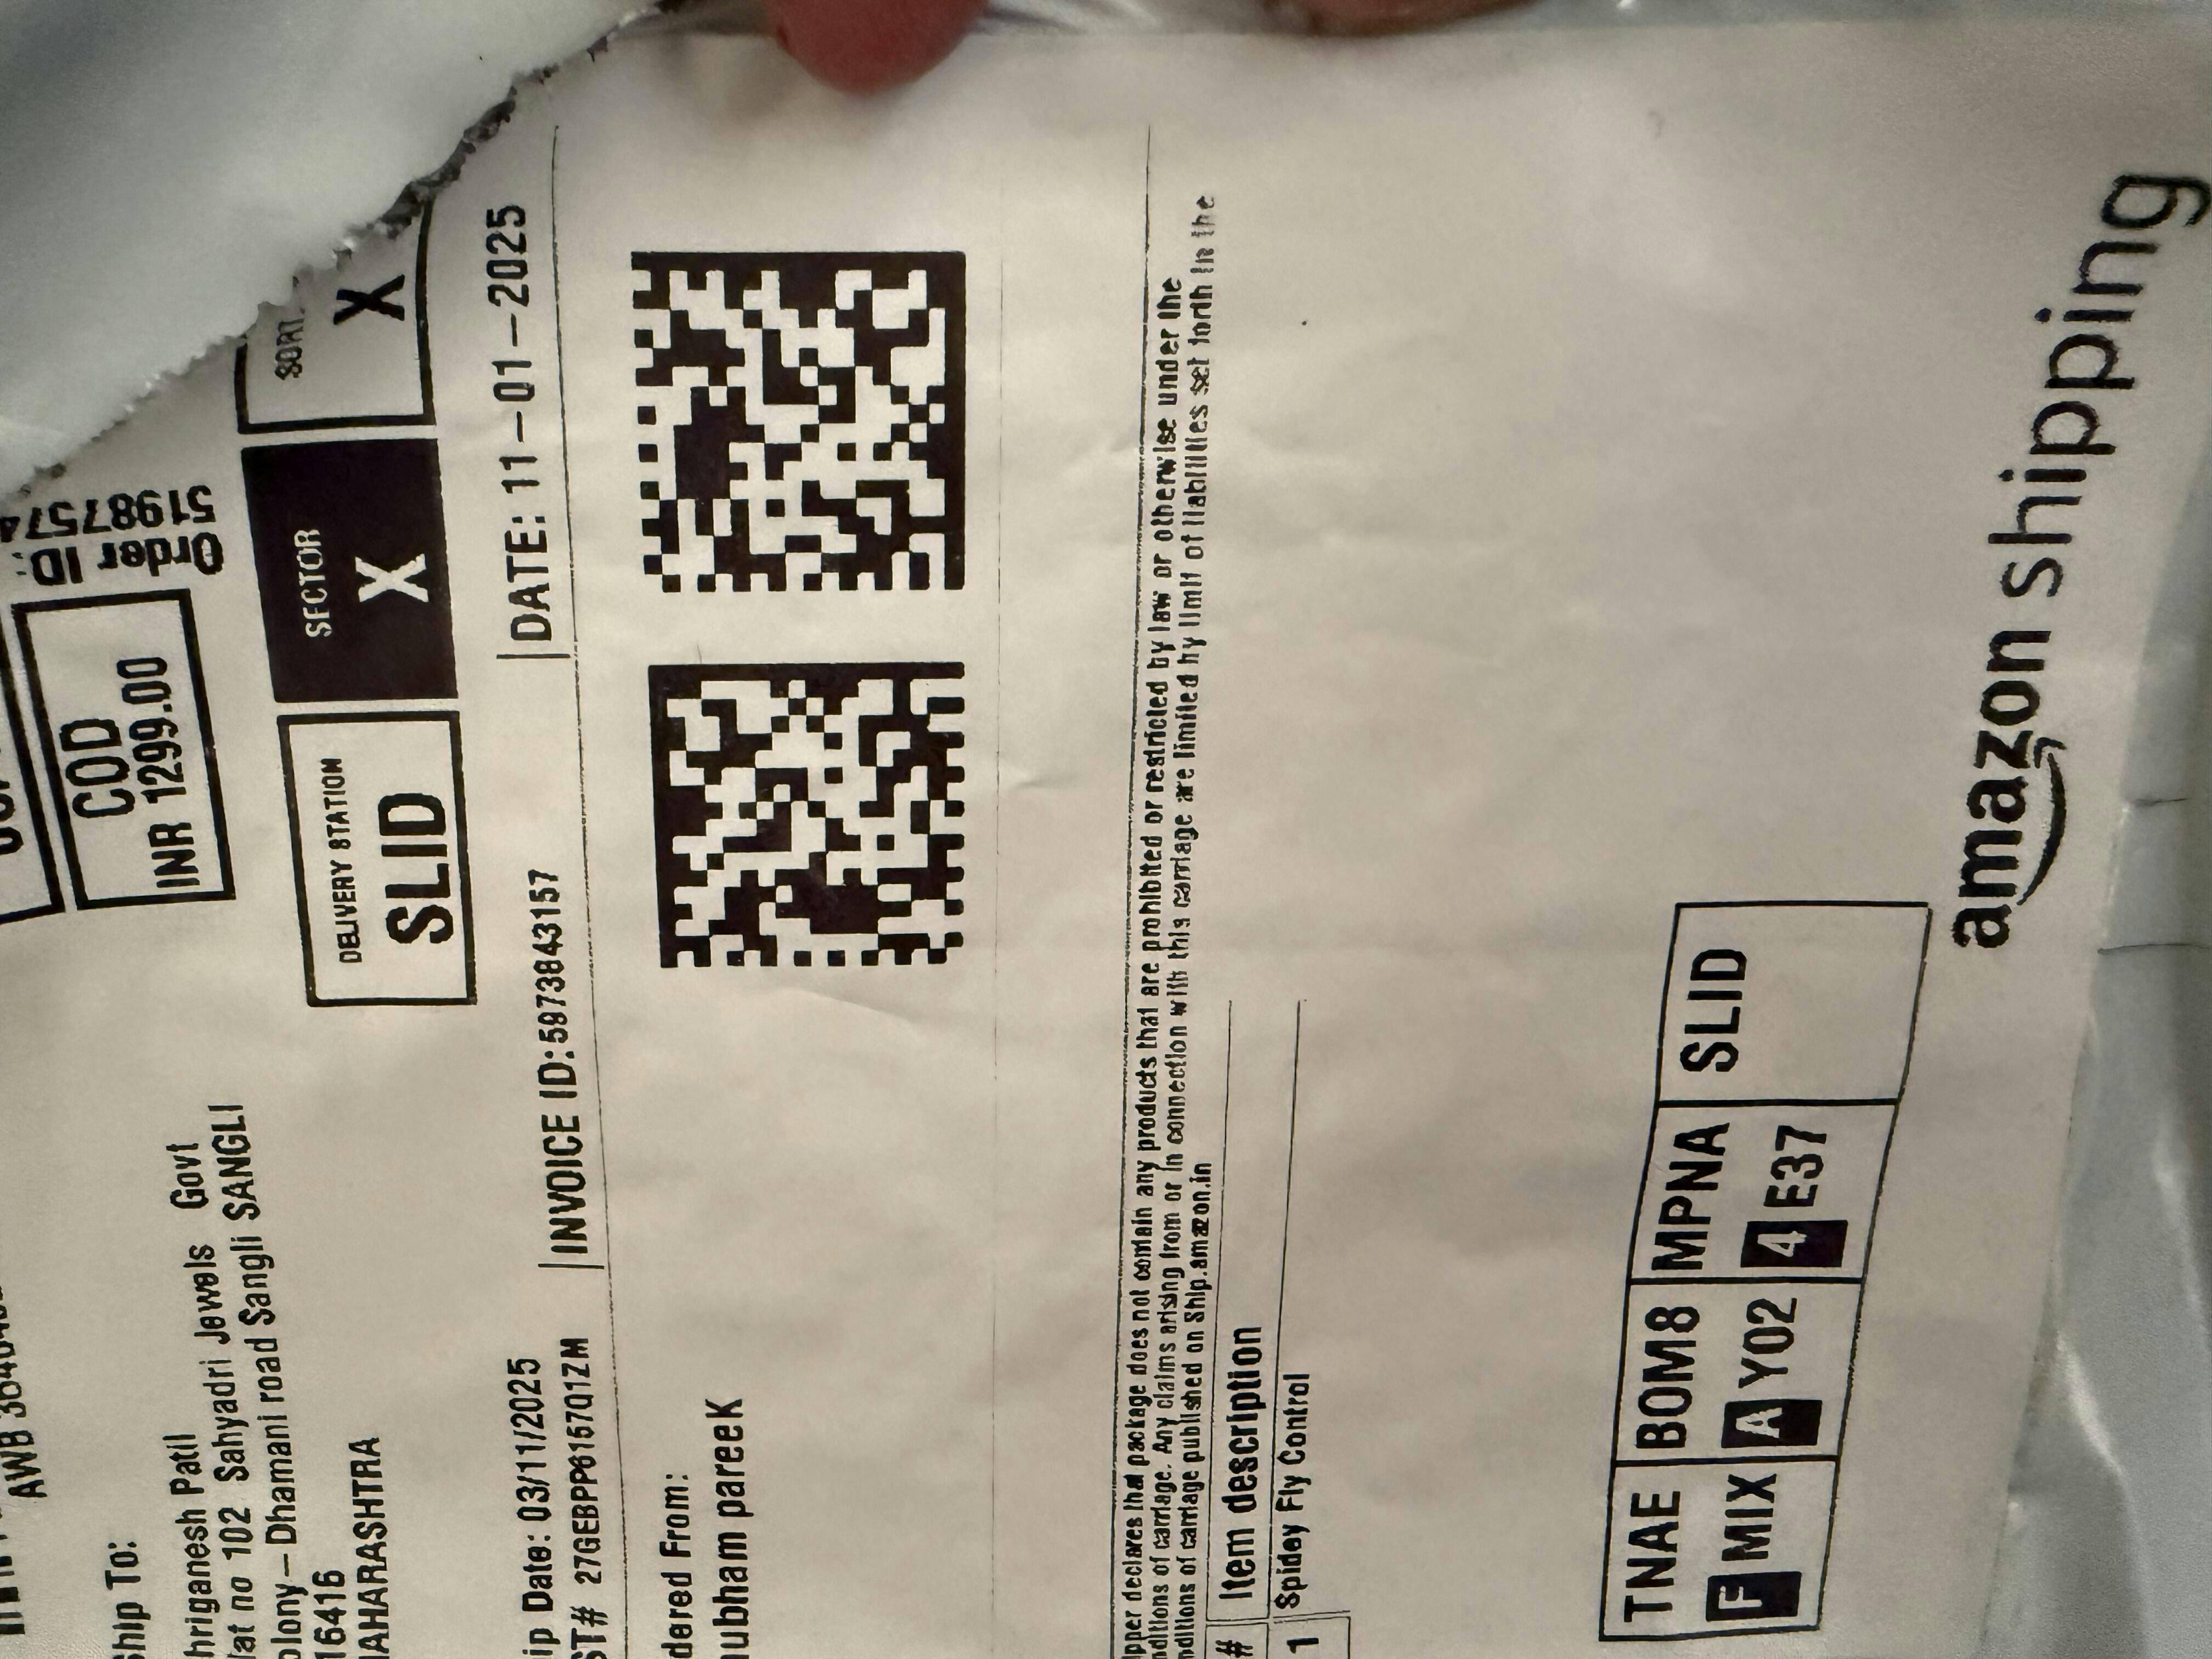 AWB
COD
INR 1299.00
Order ID:
5198757
Ship To:
hriganesh Patil Govt
lat no 102 Sahyadri Jewels
olony-Dhamani road Sangli SANGLI
16416
IAHARASHTRA
DELIVERY STATION
SLID
SECTOR
X
SORT
X
ip Date: 03/11/2025
INVOICE ID:5973843157
DATE: 11-01-2025
ST# 27GEBPP6157Q1ZM
dered From:
ubham pareeK
pper declares that package does not contain any products that are prohibited or restricted by law or otherwise under the
nditions of carriage. Any claims arising from or in connection with this carriage are limited by limit of liabilities set forth in the
nditions of carriage published on Ship.amazon.in
# Item description
1 Spidey Fly Control
TNAE BOM8 MPNA SLID
F MIX A Y02 4 E37
amazon shipping